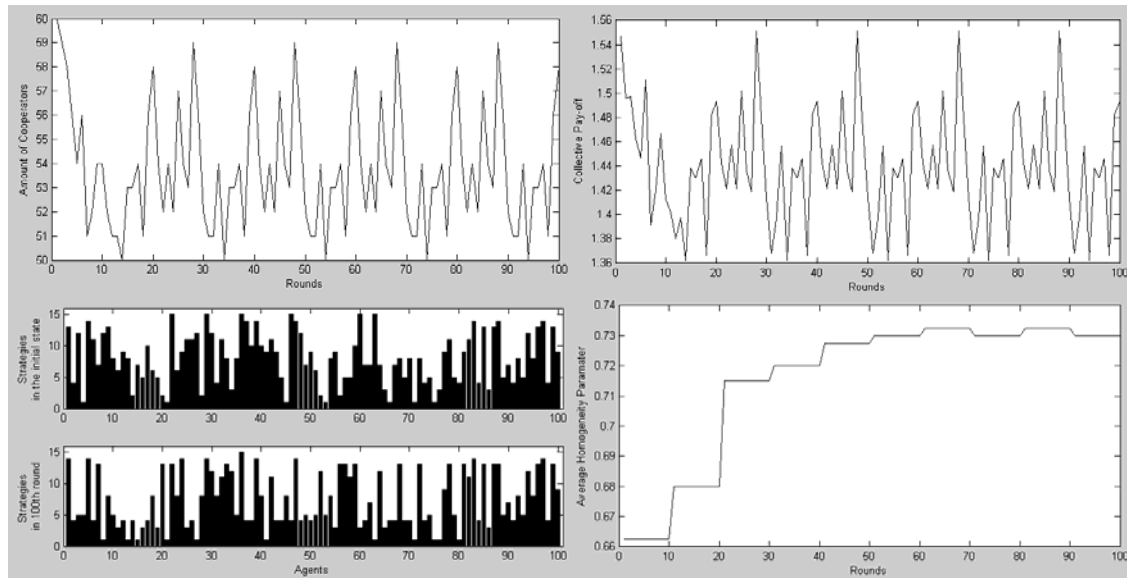 60
59
58
57
56
55
54
53
52
51
50
Amount of Cooperators
0 10 20 30 40 50 60 70 80 90 100
Rounds
1.56
1.54
1.52
1.5
1.48
1.46
1.44
1.42
1.4
1.38
1.36
Collective Pay-off
0 10 20 30 40 50 60 70 80 90 100
Rounds
15
10
5
0
Strategies
in the initial state
0 10 20 30 40 50 60 70 80 90 100
15
10
5
0
Strategies
in 100th round
0 10 20 30 40 50 60 70 80 90 100
Agents
0.74
0.73
0.72
0.71
0.7
0.69
0.68
0.67
0.66
Average Homogeneity Paramater
0 10 20 30 40 50 60 70 80 90 100
Rounds